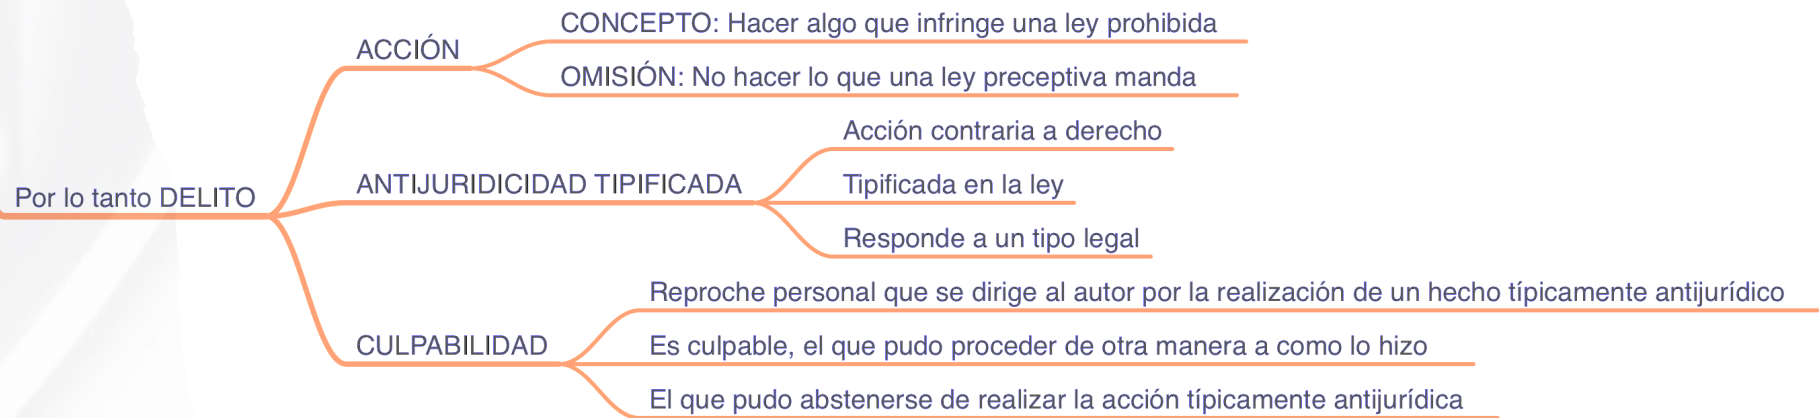 CONCEPTO: Hacer algo que infringe una ley prohibida
ACCIÓN
OMISIÓN: No hacer lo que una ley preceptiva manda
Acción contraria a derecho
ANTIJURIDICIDAD TIPIFICADA
Tipificada en la ley
Por lo tanto DELITO
Responde a un tipo legal
Reproche personal que se dirige al autor por la realización de un hecho típicamente antijurídico
CULPABILIDAD
Es culpable, el que pudo proceder de otra manera a como lo hizo
El que pudo abstenerse de realizar la acción típicamente antijurídica